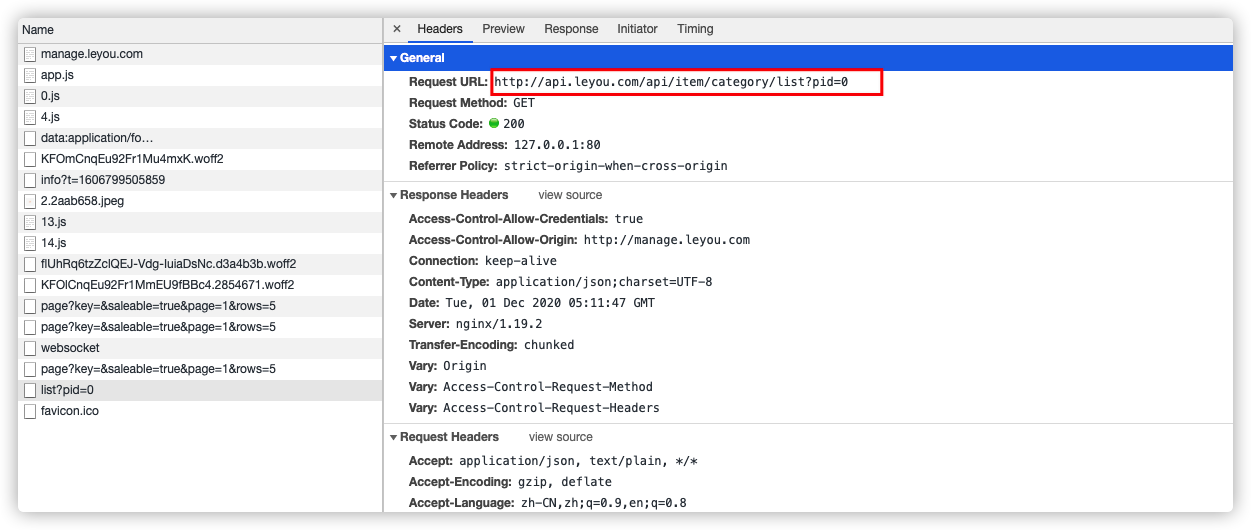 Name
manage.leyou.com
app.js
0.js
4.js
data:application/fo…
KFOmCnqEu92Fr1Mu4mxK.woff2
info?t=1606799505859
2.2aab658.jpeg
13.js
14.js
flUhRq6tzZclQEJ-Vdg-IuiaDsNc.d3a4b3b.woff2
KFOlCnqEu92Fr1MmEU9fBBc4.2854671.woff2
page?key=&saleable=true&page=1&rows=5
page?key=&saleable=true&page=1&rows=5
websocket
page?key=&saleable=true&page=1&rows=5
list?pid=0
favicon.ico
× Headers Preview Response Initiator Timing
▼ General
Request URL: http://api.leyou.com/api/item/category/list?pid=0
Request Method: GET
Status Code: 200
Remote Address: 127.0.0.1:80
Referrer Policy: strict-origin-when-cross-origin
▼ Response Headers view source
Access-Control-Allow-Credentials: true
Access-Control-Allow-Origin: http://manage.leyou.com
Connection: keep-alive
Content-Type: application/json;charset=UTF-8
Date: Tue, 01 Dec 2020 05:11:47 GMT
Server: nginx/1.19.2
Transfer-Encoding: chunked
Vary: Origin
Vary: Access-Control-Request-Method
Vary: Access-Control-Request-Headers
▼ Request Headers view source
Accept: application/json, text/plain, */*
Accept-Encoding: gzip, deflate
Accept-Language: zh-CN,zh;q=0.9,en;q=0.8